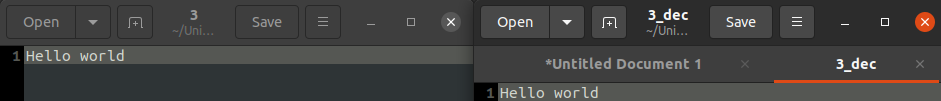 Open 3 ~/Uni... Save
1 Hello world
Open 3_dec ~/Uni... Save
*Untitled Document 1 3_dec
1 Hello world